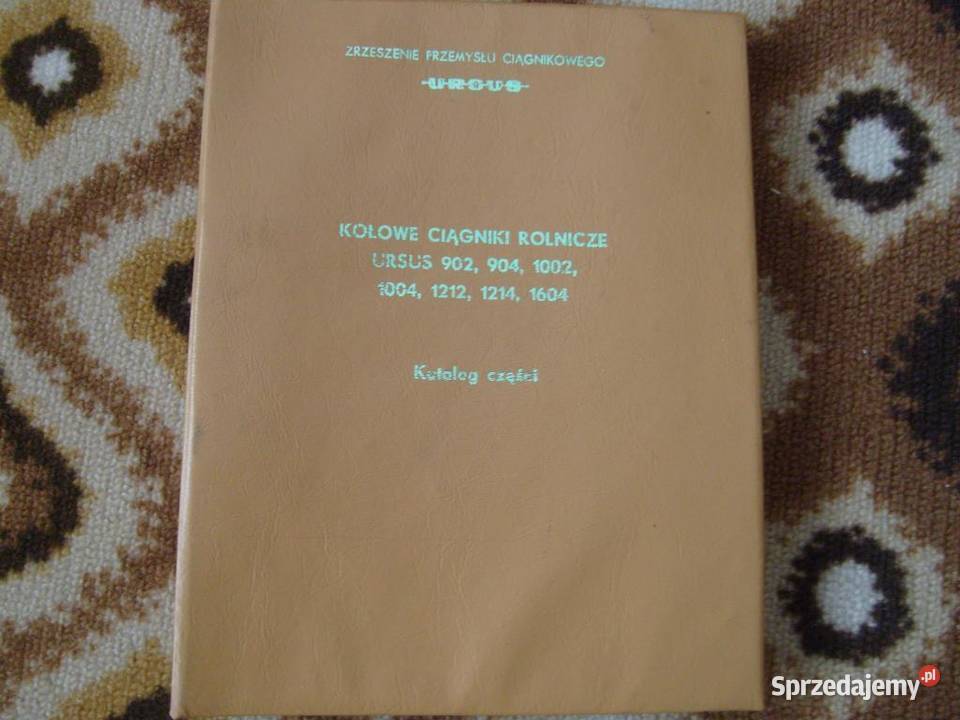 ZRZESZENIE PRZEMYSŁU CIĄGNIKOWEGO
URSUS
KOŁOWE CIĄGNIKI ROLNICZE
URSUS 902, 904, 1002,
1004, 1212, 1214, 1604
Katalog części
Sprzedajemy.pl